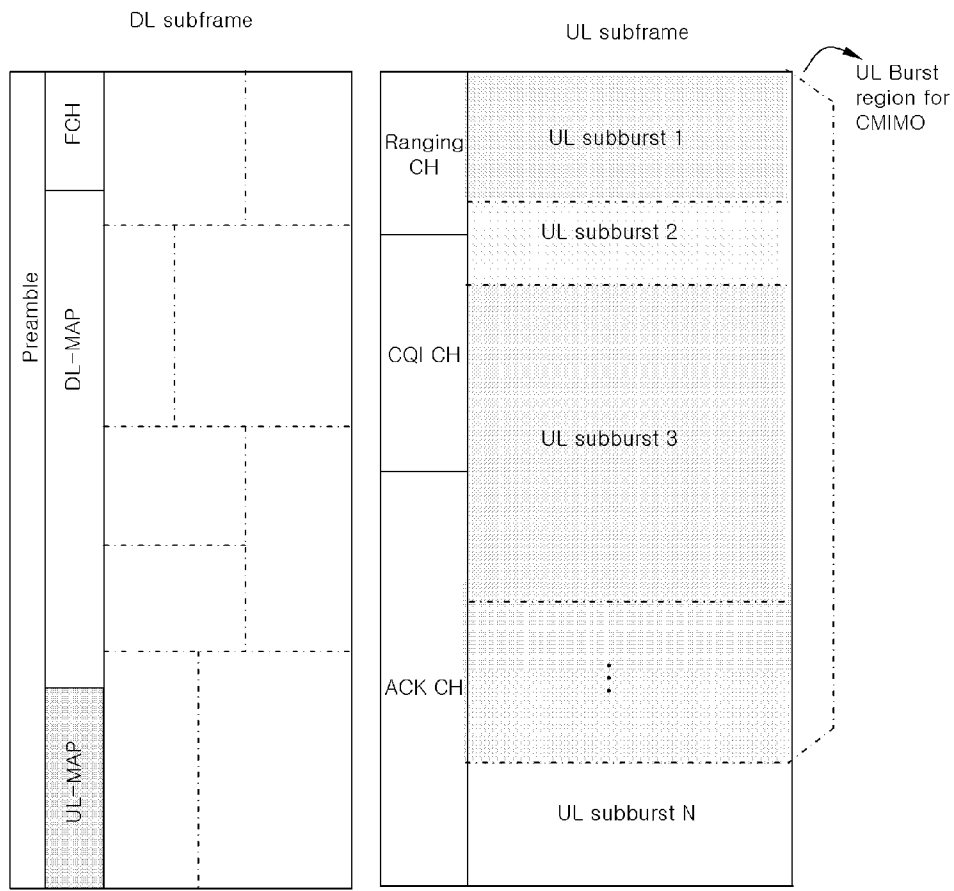 DL subframe
UL subframe
UL Burst
region for
CMIMO
Preamble
FCH
DL-MAP
UL-MAP
Ranging
CH
CQI CH
ACK CH
UL subburst 1
UL subburst 2
UL subburst 3
UL subburst N